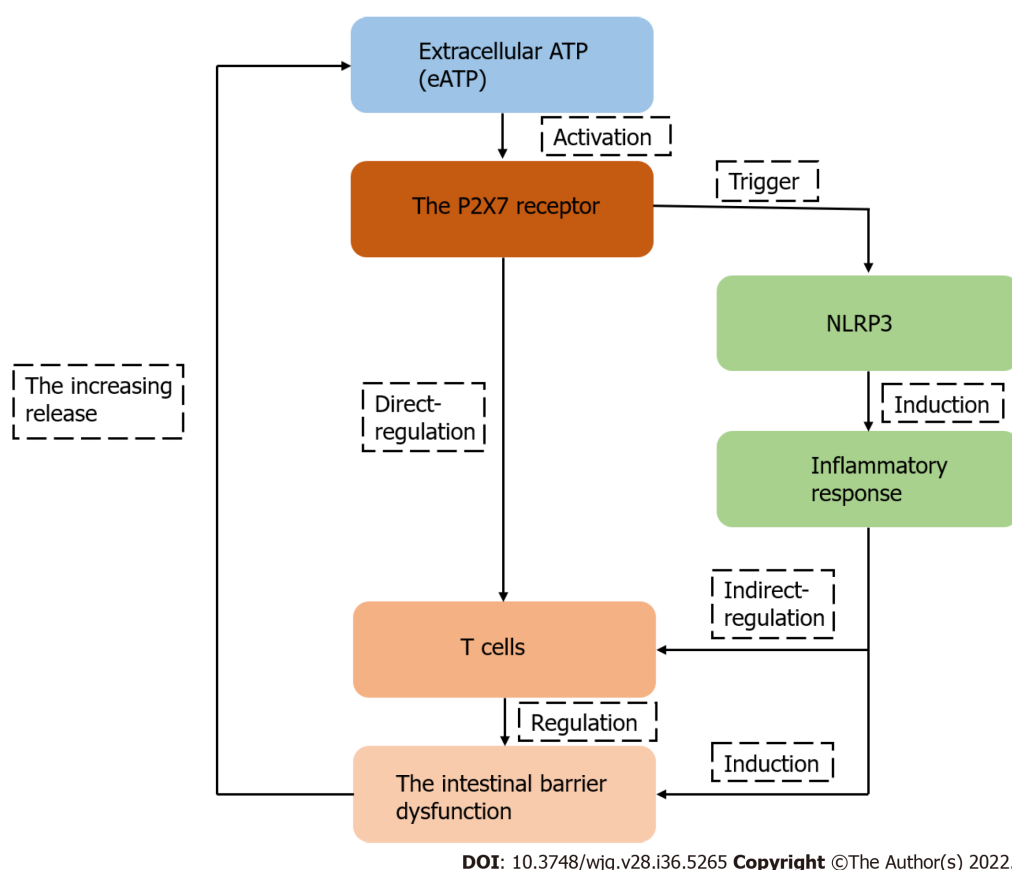 Extracellular ATP
(eATP)
Activation
The P2X7 receptor
Trigger
NLRP3
The increasing
release
Direct-
regulation
Induction
Inflammatory
response
Indirect-
regulation
T cells
Regulation
Induction
The intestinal barrier
dysfunction
DOI: 10.3748/wjg.v28.i36.5265 Copyright ©The Author(s) 2022.